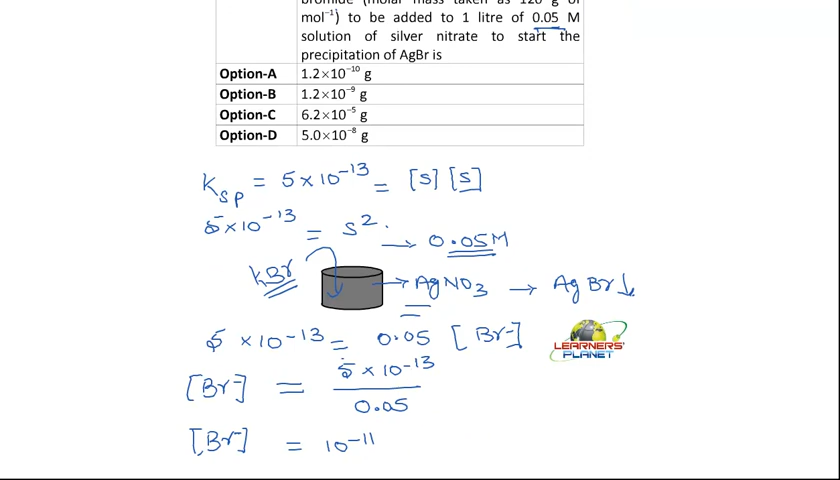 bromide (molar mass taken as 120 g of
mol⁻¹) to be added to 1 litre of 0.05 M
solution of silver nitrate to start the
precipitation of AgBr is
Option-A 1.2×10⁻¹⁰ g
Option-B 1.2×10⁻⁹ g
Option-C 6.2×10⁻⁵ g
Option-D 5.0×10⁻⁸ g
Ksp = 5×10⁻¹³ = [s] [s]
5×10⁻¹³ = s².
→ 0.05M
KBr → AgNO₃ → AgBr↓
5 × 10⁻¹³ = 0.05 [Br⁻]
LEARNERS'
PLANET
[Br⁻] = 5 × 10⁻¹³
0.05
[Br⁻] = 10⁻¹¹